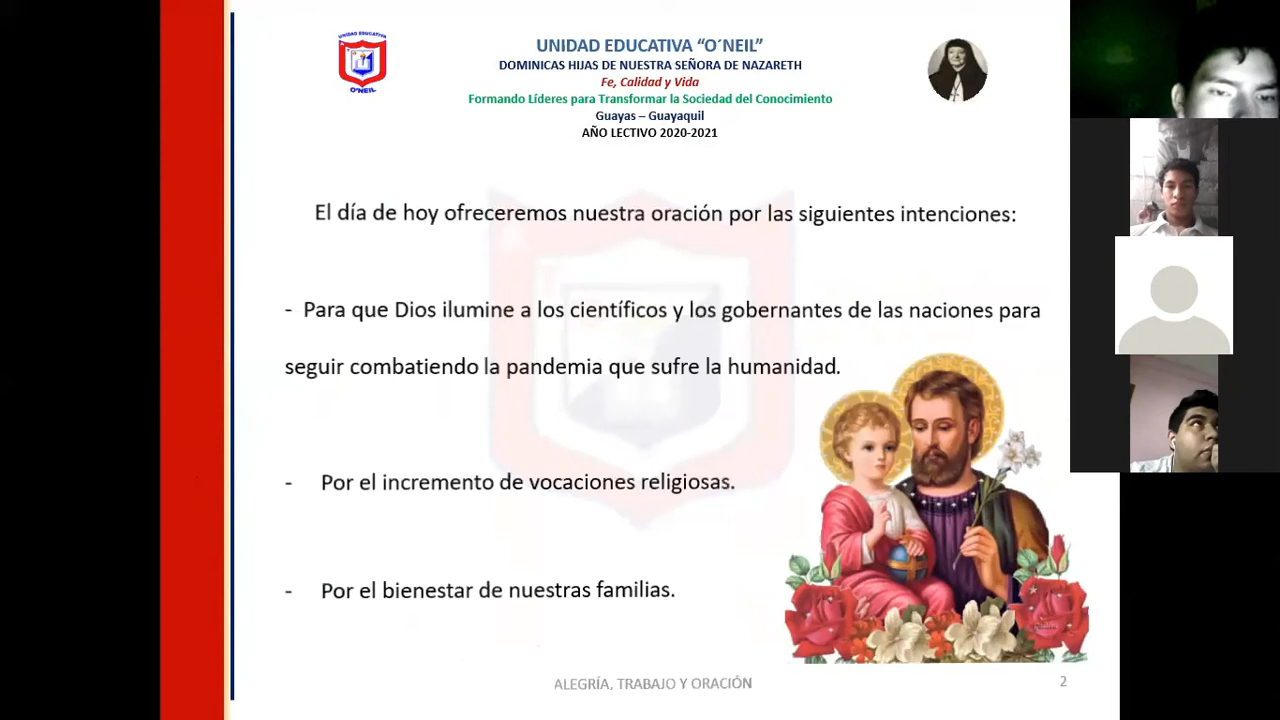 UNIDAD EDUCATIVA
O'NEIL
UNIDAD EDUCATIVA “O´NEIL”
DOMINICAS HIJAS DE NUESTRA SEÑORA DE NAZARETH
Fe, Calidad y Vida
Formando Líderes para Transformar la Sociedad del Conocimiento
Guayas – Guayaquil
AÑO LECTIVO 2020-2021
El día de hoy ofreceremos nuestra oración por las siguientes intenciones:
- Para que Dios ilumine a los científicos y los gobernantes de las naciones para
seguir combatiendo la pandemia que sufre la humanidad.
- Por el incremento de vocaciones religiosas.
- Por el bienestar de nuestras familias.
ALEGRÍA, TRABAJO Y ORACIÓN
2